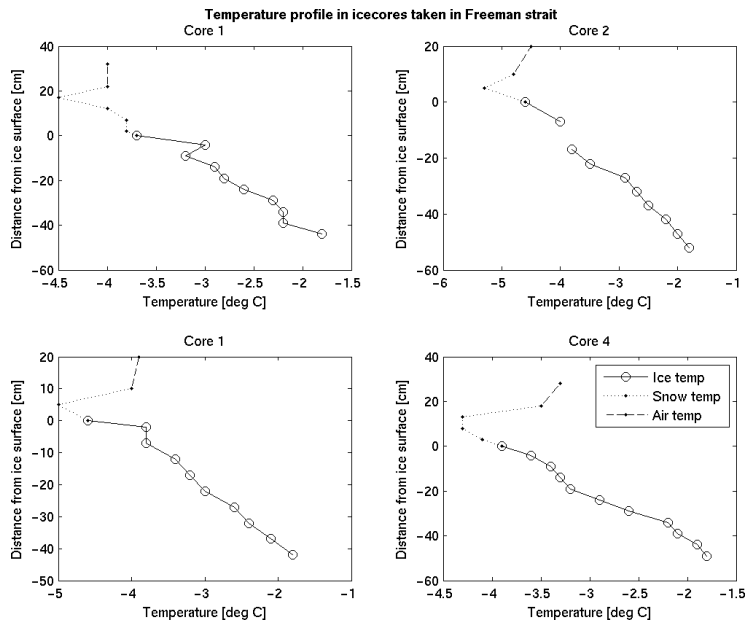 Temperature profile in icecores taken in Freeman strait
Core 1
Distance from ice surface [cm]
40
20
0
−20
−40
−60
−4.5 −4 −3.5 −3 −2.5 −2 −1.5
Temperature [deg C]
Core 2
Distance from ice surface [cm]
20
0
−20
−40
−60
−6 −5 −4 −3 −2 −1
Temperature [deg C]
Core 1
Distance from ice surface [cm]
20
10
0
−10
−20
−30
−40
−50
−5 −4 −3 −2 −1
Temperature [deg C]
Core 4
Distance from ice surface [cm]
40
20
0
−20
−40
−60
−4.5 −4 −3.5 −3 −2.5 −2 −1.5
Temperature [deg C]
Ice temp
Snow temp
Air temp